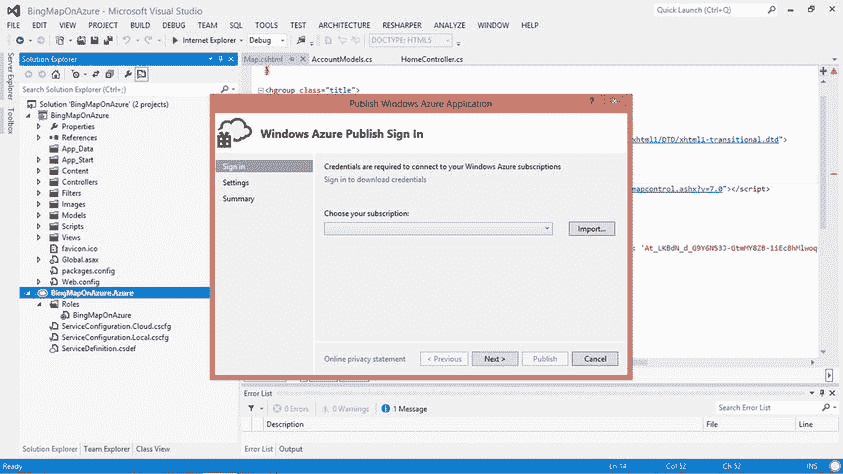 BingMapOnAzure - Microsoft Visual Studio
Quick Launch (Ctrl+Q)
FILE EDIT VIEW PROJECT BUILD DEBUG TEAM SQL TOOLS TEST ARCHITECTURE RESHARPER ANALYZE WINDOW HELP
Internet Explorer Debug DOCTYPE: HTML5
Server Explorer
Toolbox
Solution Explorer
Search Solution Explorer (Ctrl+;)
Solution 'BingMapOnAzure' (2 projects)
BingMapOnAzure
Properties
References
App_Data
App_Start
Content
Controllers
Filters
Images
Models
Scripts
Views
favicon.ico
Global.asax
packages.config
Web.config
BingMapOnAzure.Azure
Roles
BingMapOnAzure
ServiceConfiguration.Cloud.cscfg
ServiceConfiguration.Local.cscfg
ServiceDefinition.csdef
Solution Explorer Team Explorer Class View
Map.cshtml AccountModels.cs HomeController.cs
}
<hgroup class="title">
/xhtml1/DTD/xhtml1-transitional.dtd">
mapcontrol.ashx?v=7.0"></script>
Publish Windows Azure Application
Windows Azure Publish Sign In
Sign in
Settings
Summary
Credentials are required to connect to your Windows Azure subscriptions
Sign in to download credentials
Choose your subscription:
Import...
Online privacy statement < Previous Next > Publish Cancel
Error List
0 Errors 0 Warnings 1 Message
Search Error List
Description File Line
Error List Output
Ready Ln 14 Col 52 Ch 52 INS